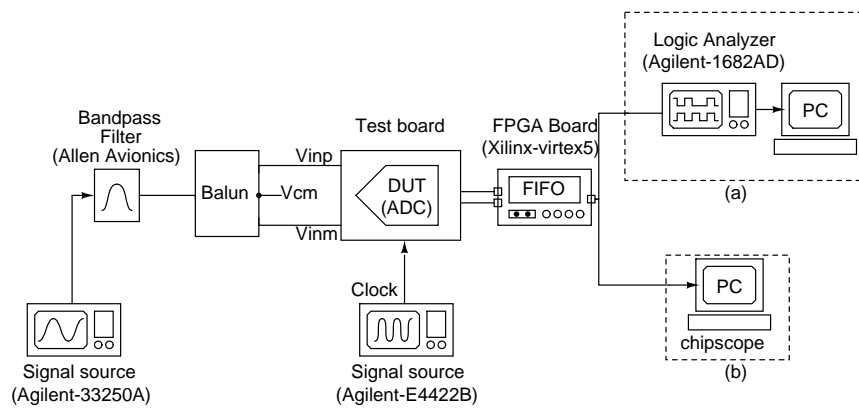 Logic Analyzer
(Agilent-1682AD)
PC
(a)
Bandpass
Filter
(Allen Avionics)
Test board
FPGA Board
(Xilinx-virtex5)
Vinp
Balun
Vcm
DUT
(ADC)
FIFO
Vinm
Clock
PC
chipscope
(b)
Signal source
(Agilent-33250A)
Signal source
(Agilent-E4422B)